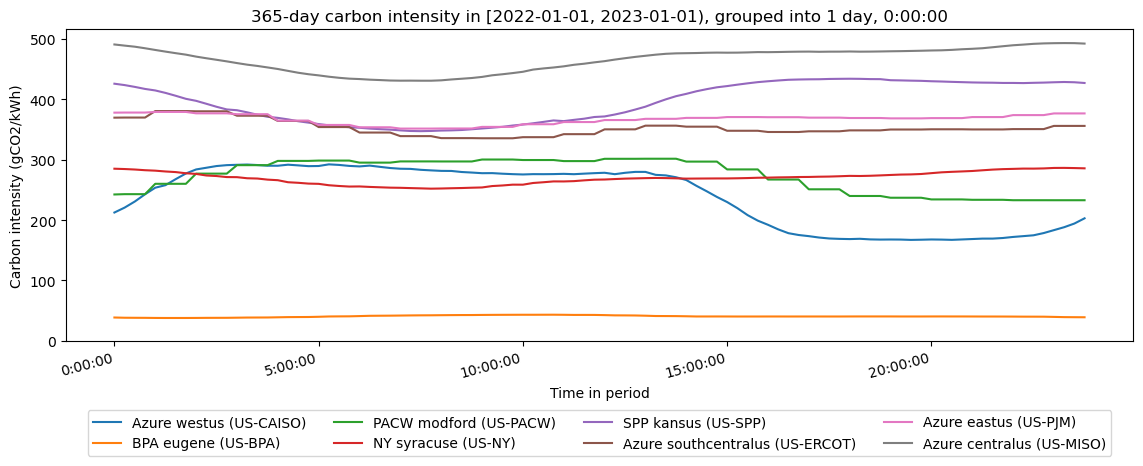 365-day carbon intensity in [2022-01-01, 2023-01-01), grouped into 1 day, 0:00:00
Carbon intensity (gCO2/kWh)
500
400
300
200
100
0
0:00:00
5:00:00
10:00:00
15:00:00
20:00:00
Time in period
Azure westus (US-CAISO)
PACW modford (US-PACW)
SPP kansus (US-SPP)
Azure eastus (US-PJM)
BPA eugene (US-BPA)
NY syracuse (US-NY)
Azure southcentralus (US-ERCOT)
Azure centralus (US-MISO)